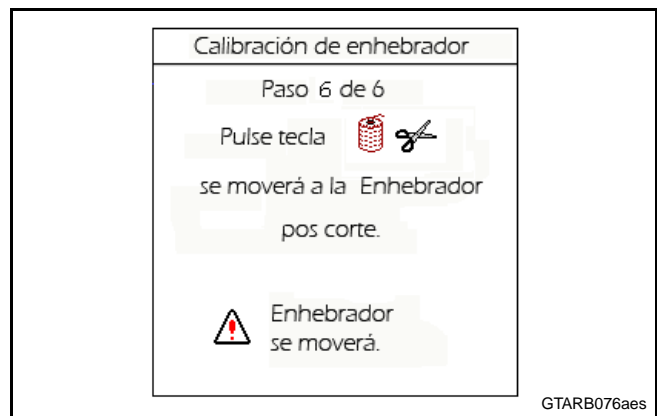 Calibración de enhebrador
Paso 6 de 6
Pulse tecla
se moverá a la Enhebrador
pos corte.
Enhebrador
se moverá.
GTARB076aes